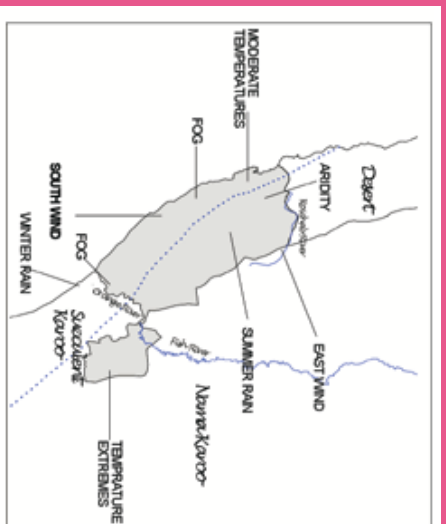 MODERATE
TEMPERATURES
FOG
SOUTH WIND
FOG
WINTER RAIN
Desert
ARIDITY
SUMMER RAIN
EAST WIND
Orange River
Fish River
Succulent
Karoo
Nama Karoo
TEMPRATURE
EXTREMES